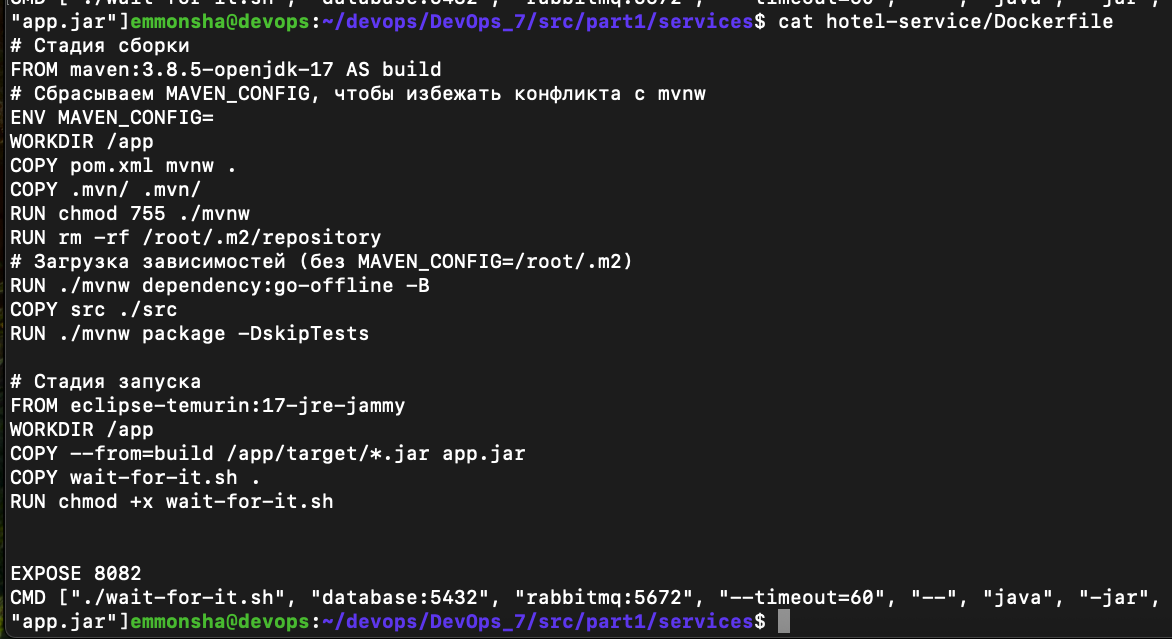 CMD ["./wait-for-it.sh", "database:5432", "rabbitmq:5672", "--timeout=60", "--", "java", "-jar",
"app.jar"]emmonsha@devops:~/devops/DevOps_7/src/part1/services$ cat hotel-service/Dockerfile
# Стадия сборки
FROM maven:3.8.5-openjdk-17 AS build
# Сбрасываем MAVEN_CONFIG, чтобы избежать конфликта с mvnw
ENV MAVEN_CONFIG=
WORKDIR /app
COPY pom.xml mvnw .
COPY .mvn/ .mvn/
RUN chmod 755 ./mvnw
RUN rm -rf /root/.m2/repository
# Загрузка зависимостей (без MAVEN_CONFIG=/root/.m2)
RUN ./mvnw dependency:go-offline -B
COPY src ./src
RUN ./mvnw package -DskipTests
# Стадия запуска
FROM eclipse-temurin:17-jre-jammy
WORKDIR /app
COPY --from=build /app/target/*.jar app.jar
COPY wait-for-it.sh .
RUN chmod +x wait-for-it.sh
EXPOSE 8082
CMD ["./wait-for-it.sh", "database:5432", "rabbitmq:5672", "--timeout=60", "--", "java", "-jar",
"app.jar"]emmonsha@devops:~/devops/DevOps_7/src/part1/services$